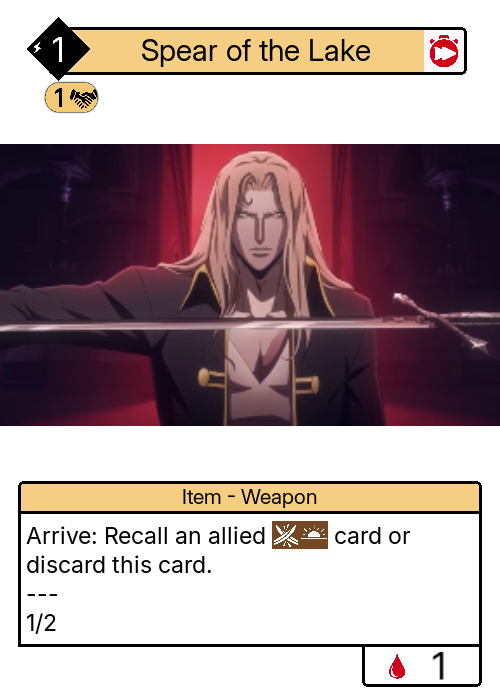 1
Spear of the Lake
1
Item - Weapon
Arrive: Recall an allied card or
discard this card.
---
1/2
1